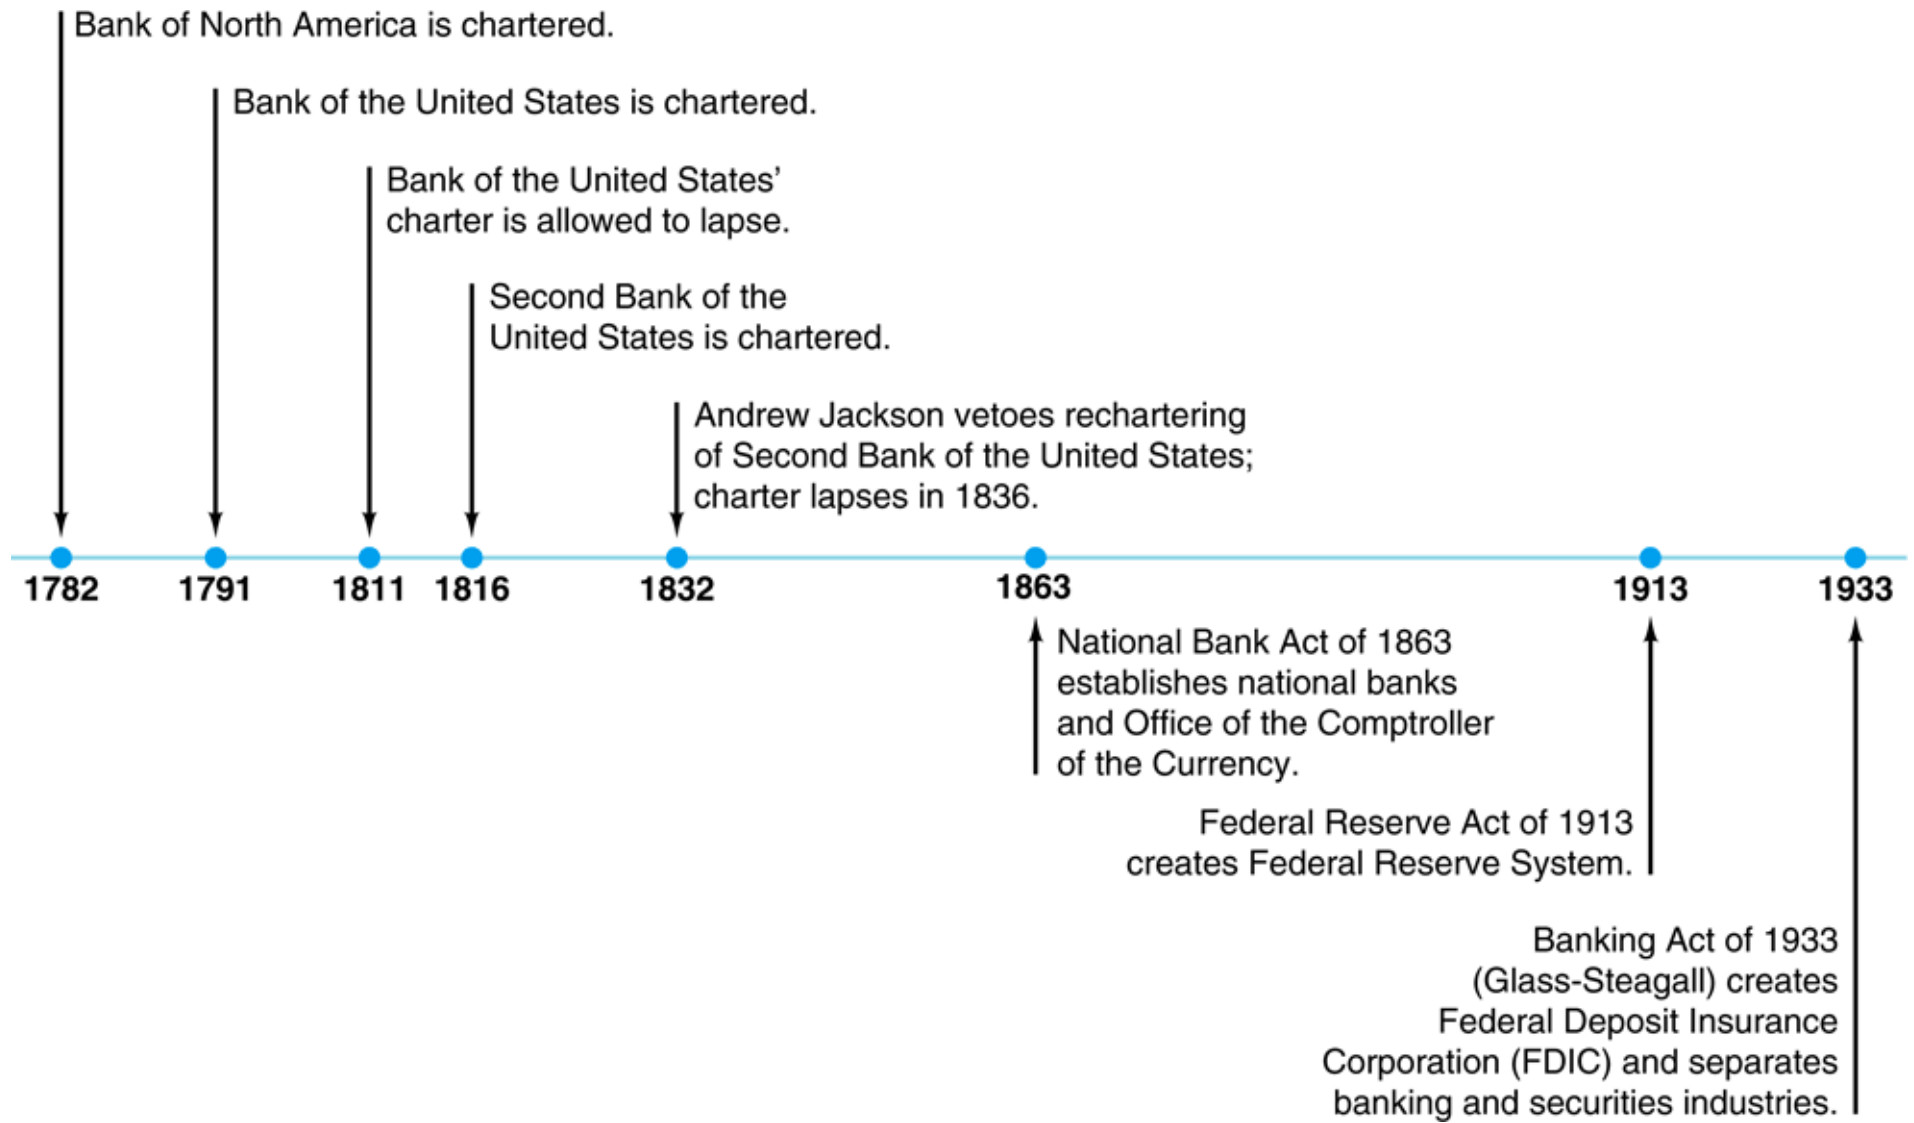 Bank of North America is chartered.
Bank of the United States is chartered.
Bank of the United States’
charter is allowed to lapse.
Second Bank of the
United States is chartered.
Andrew Jackson vetoes rechartering
of Second Bank of the United States;
charter lapses in 1836.
1782 1791 1811 1816 1832 1863 1913 1933
National Bank Act of 1863
establishes national banks
and Office of the Comptroller
of the Currency.
Federal Reserve Act of 1913
creates Federal Reserve System.
Banking Act of 1933
(Glass-Steagall) creates
Federal Deposit Insurance
Corporation (FDIC) and separates
banking and securities industries.